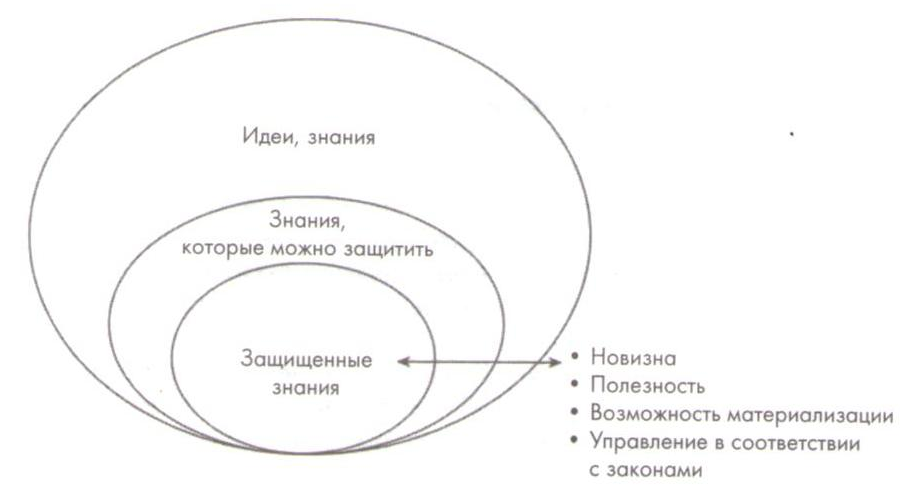 Идеи, знания
Знания,
которые можно защитить
Защищенные
знания
• Новизна
• Полезность
• Возможность материализации
• Управление в соответствии
с законами